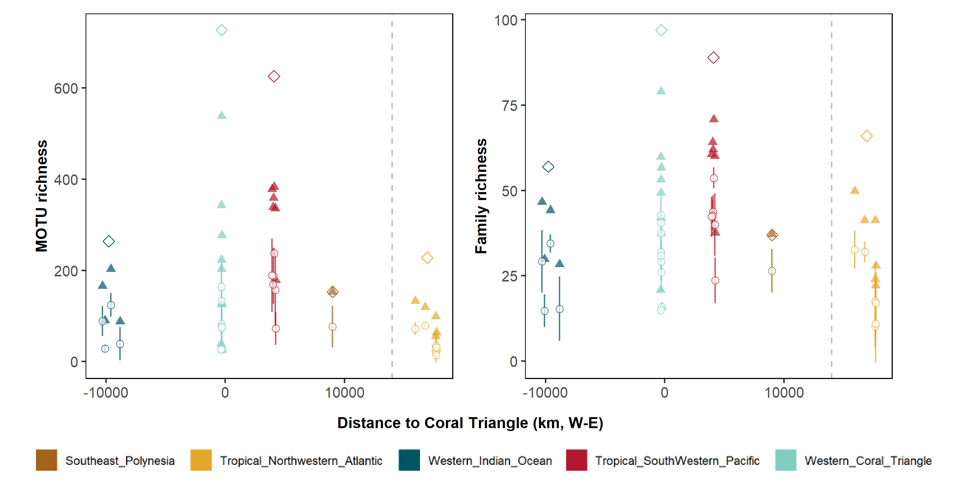 MOTU richness
600
400
200
0
-10000 0 10000
Family richness
100
75
50
25
0
-10000 0 10000
Distance to Coral Triangle (km, W-E)
Southeast_Polynesia Tropical_Northwestern_Atlantic Western_Indian_Ocean Tropical_SouthWestern_Pacific Western_Coral_Triangle